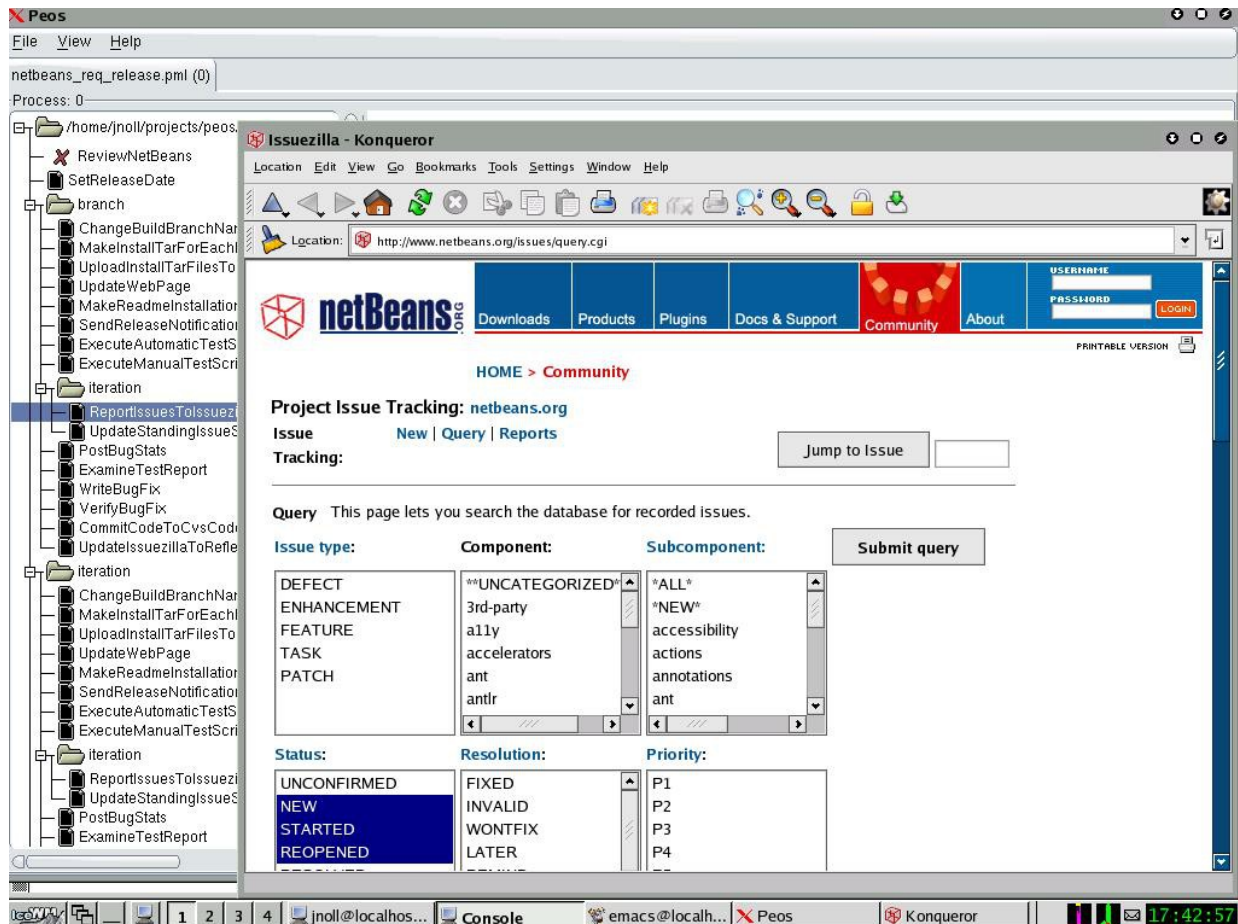 Peos
File View Help
netbeans_req_release.pml (0)
Process: 0
/home/jnoll/projects/peos.
ReviewNetBeans
SetReleaseDate
branch
ChangeBuildBranchNar
MakeInstallTarForEachI
UploadInstallTarFilesTo
UpdateWebPage
MakeReadmeInstallation
SendReleaseNotification
ExecuteAutomaticTestS
ExecuteManualTestScri
iteration
ReportIssuesToIssuezi
UpdateStandingIssueS
PostBugStats
ExamineTestReport
WriteBugFix
VerifyBugFix
CommitCodeToCvsCode
UpdateIssuezillaToRefle
iteration
ChangeBuildBranchNar
MakeInstallTarForEachI
UploadInstallTarFilesTo
UpdateWebPage
MakeReadmeInstallation
SendReleaseNotification
ExecuteAutomaticTestS
ExecuteManualTestScri
iteration
ReportIssuesToIssuezi
UpdateStandingIssueS
PostBugStats
ExamineTestReport
Issuezilla - Konqueror
Location Edit View Go Bookmarks Tools Settings Window Help
Location: http://www.netbeans.org/issues/query.cgi
netBeans.ORG
Downloads Products Plugins Docs & Support Community About
USERNAME
PASSWORD
LOGIN
PRINTABLE VERSION
HOME > Community
Project Issue Tracking: netbeans.org
Issue Tracking: New | Query | Reports
Jump to Issue
Query This page lets you search the database for recorded issues.
Issue type: Component: Subcomponent: Submit query
DEFECT
ENHANCEMENT
FEATURE
TASK
PATCH
**UNCATEGORIZED*
3rd-party
a11y
accelerators
ant
antlr
*ALL*
*NEW*
accessibility
actions
annotations
ant
Status: Resolution: Priority:
UNCONFIRMED
NEW
STARTED
REOPENED
FIXED
INVALID
WONTFIX
LATER
P1
P2
P3
P4
IceWM 1 2 3 4 jnoll@localhos... Console emacs@localh... Peos Konqueror 17:42:57